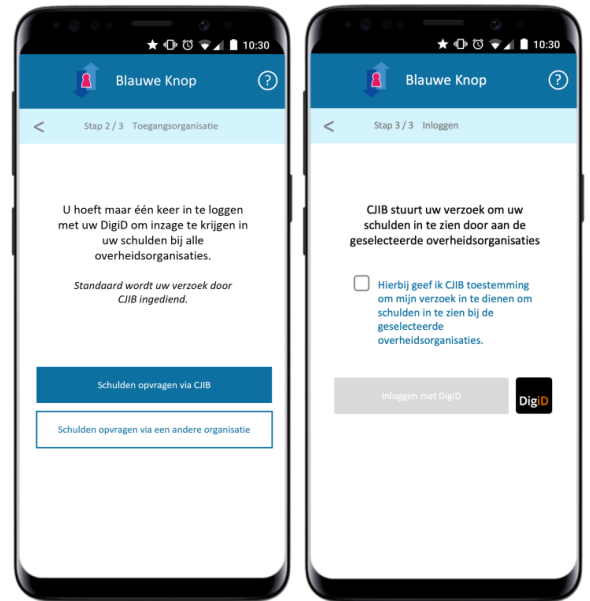 10:30
Blauwe Knop
?
< Stap 2 / 3 Toegangsorganisatie
U hoeft maar één keer in te loggen
met uw DigiD om inzage te krijgen in
uw schulden bij alle
overheidsorganisaties.
Standaard wordt uw verzoek door
CJIB ingediend.
Schulden opvragen via CJIB
Schulden opvragen via een andere organisatie
10:30
Blauwe Knop
?
< Stap 3 / 3 Inloggen
CJIB stuurt uw verzoek om uw
schulden in te zien door aan de
geselecteerde overheidsorganisaties
Hierbij geef ik CJIB toestemming
om mijn verzoek in te dienen om
schulden in te zien bij de
geselecteerde
overheidsorganisaties.
Inloggen met DigiD
DigiD